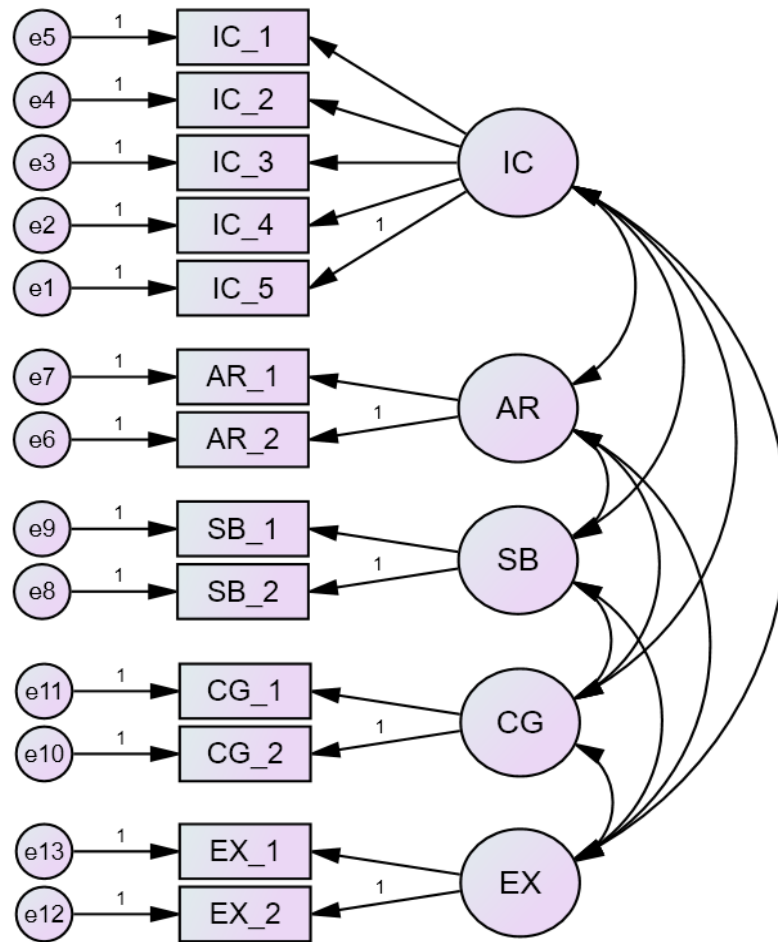 e5 1 IC_1
e4 1 IC_2
e3 1 IC_3 IC
e2 1 IC_4
1
e1 1 IC_5
e7 1 AR_1
AR
e6 1 AR_2 1
e9 1 SB_1
SB
e8 1 SB_2 1
e11 1 CG_1
CG
e10 1 CG_2 1
e13 1 EX_1
EX
e12 1 EX_2 1